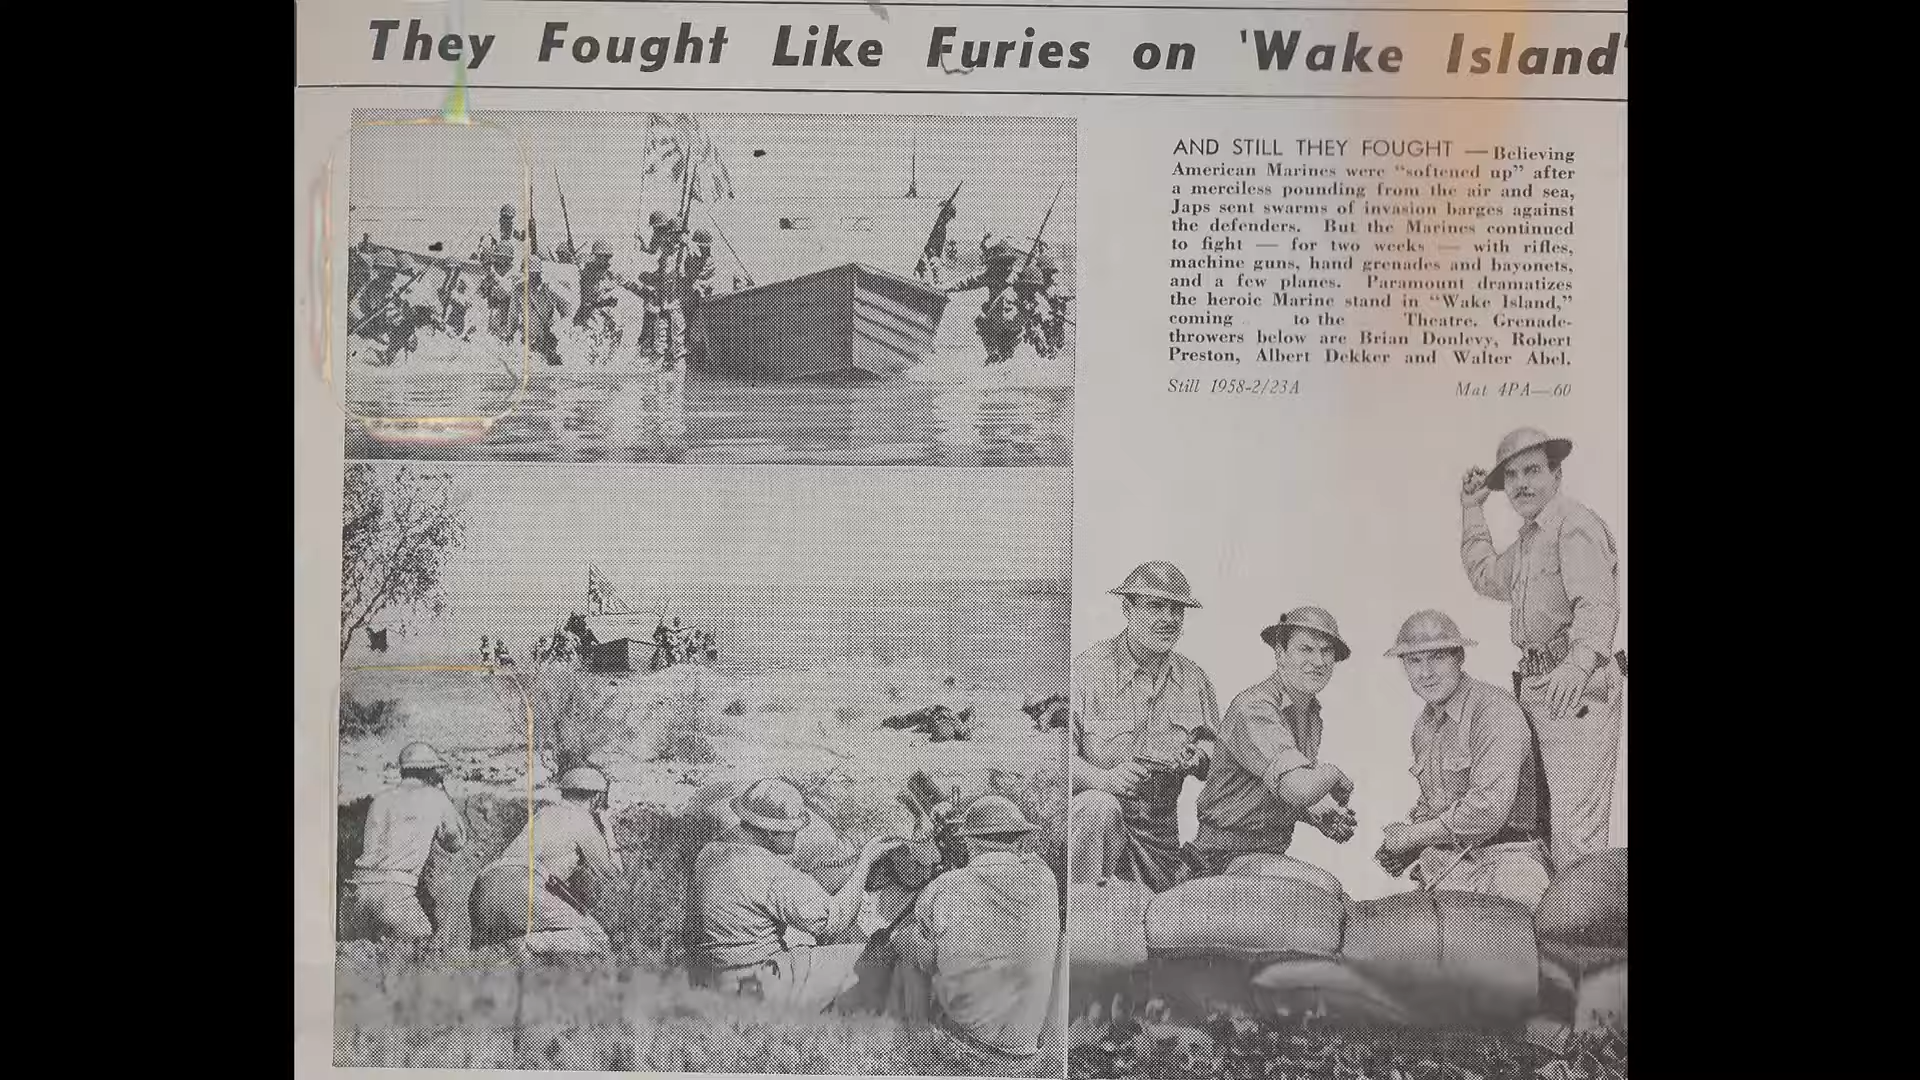 They Fought Like Furies on 'Wake Island'
AND STILL THEY FOUGHT — Believing
American Marines were "softened up" after
a merciless pounding from the air and sea,
Japs sent swarms of invasion barges against
the defenders. But the Marines continued
to fight — for two weeks — with rifles,
machine guns, hand grenades and bayonets,
and a few planes. Paramount dramatizes
the heroic Marine stand in "Wake Island,"
coming to the Theatre. Grenade-
throwers below are Brian Donlevy, Robert
Preston, Albert Dekker and Walter Abel.
Still 1958-2/23A Mat 4PA—60